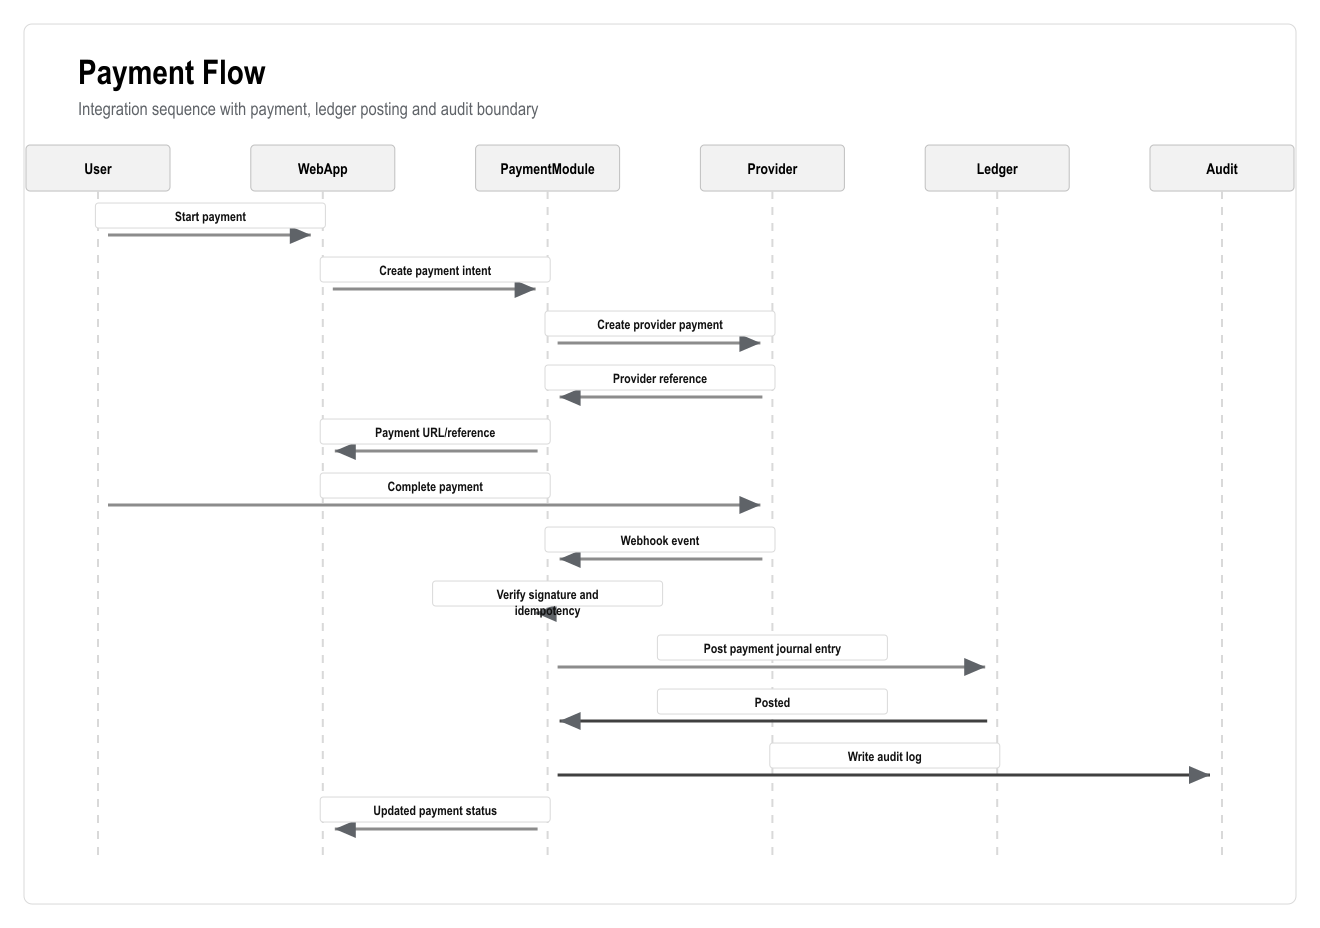 Payment Flow
Integration sequence with payment, ledger posting and audit boundary
User
WebApp
PaymentModule
Provider
Ledger
Audit
Start payment
Create payment intent
Create provider payment
Provider reference
Payment URL/reference
Complete payment
Webhook event
Verify signature and
idempotency
Post payment journal entry
Posted
Write audit log
Updated payment status